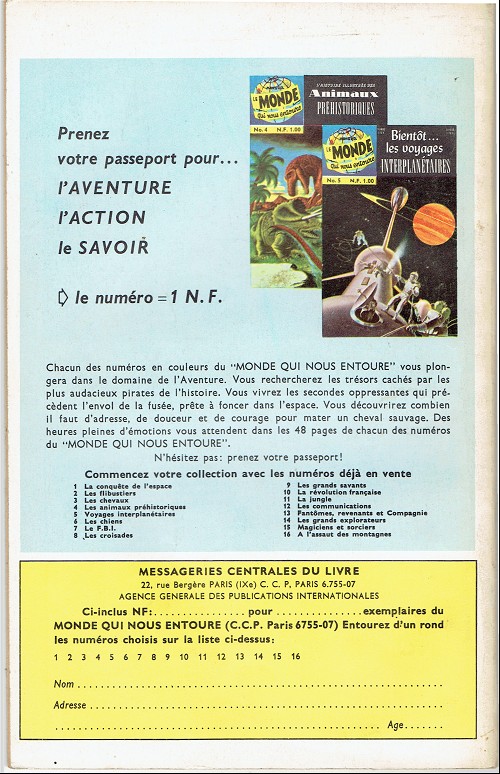 L'HISTOIRE ILLUSTRÉE DES
Animaux
PRÉHISTORIQUES
LE MONDE
Qui nous entoure
No. 4 N.F. 1.00
Bientôt...
les voyages
INTERPLANÉTAIRES
LE MONDE
Qui nous entoure
No. 5 N.F. 1.00
Prenez
votre passeport pour...
l'AVENTURE
l'ACTION
le SAVOIR
le numéro = 1 N.F.
Chacun des numéros en couleurs du "MONDE QUI NOUS ENTOURE" vous plon-
gera dans le domaine de l'Aventure. Vous rechercherez les trésors cachés par les
plus audacieux pirates de l'histoire. Vous vivrez les secondes oppressantes qui pré-
cèdent l'envol de la fusée, prête à foncer dans l'espace. Vous découvrirez combien
il faut d'adresse, de douceur et de courage pour mater un cheval sauvage. Des
heures pleines d'émotions vous attendent dans les 48 pages de chacun des numéros
du "MONDE QUI NOUS ENTOURE".
N'hésitez pas: prenez votre passeport!
Commencez votre collection avec les numéros déjà en vente
1 La conquête de l'espace
2 Les flibustiers
3 Les chevaux
4 Les animaux préhistoriques
5 Voyages interplanétaires
6 Les chiens
7 Le F.B.I.
8 Les croisades
9 Les grands savants
10 La révolution française
11 La jungle
12 Les communications
13 Fantômes, revenants et Compagnie
14 Les grands explorateurs
15 Magiciens et sorciers
16 A l'assaut des montagnes
MESSAGERIES CENTRALES DU LIVRE
22, rue Bergère PARIS (IXe) C. C. P. PARIS 6.755-07
AGENCE GENERALE DES PUBLICATIONS INTERNATIONALES
Ci-inclus NF:................pour ...............exemplaires du
MONDE QUI NOUS ENTOURE (C.C.P. Paris 6755-07) Entourez d'un rond
les numéros choisis sur la liste ci-dessus:
1 2 3 4 5 6 7 8 9 10 11 12 13 14 15 16
Nom ................................................................
Adresse ..............................................................
.......................................................... Age.......